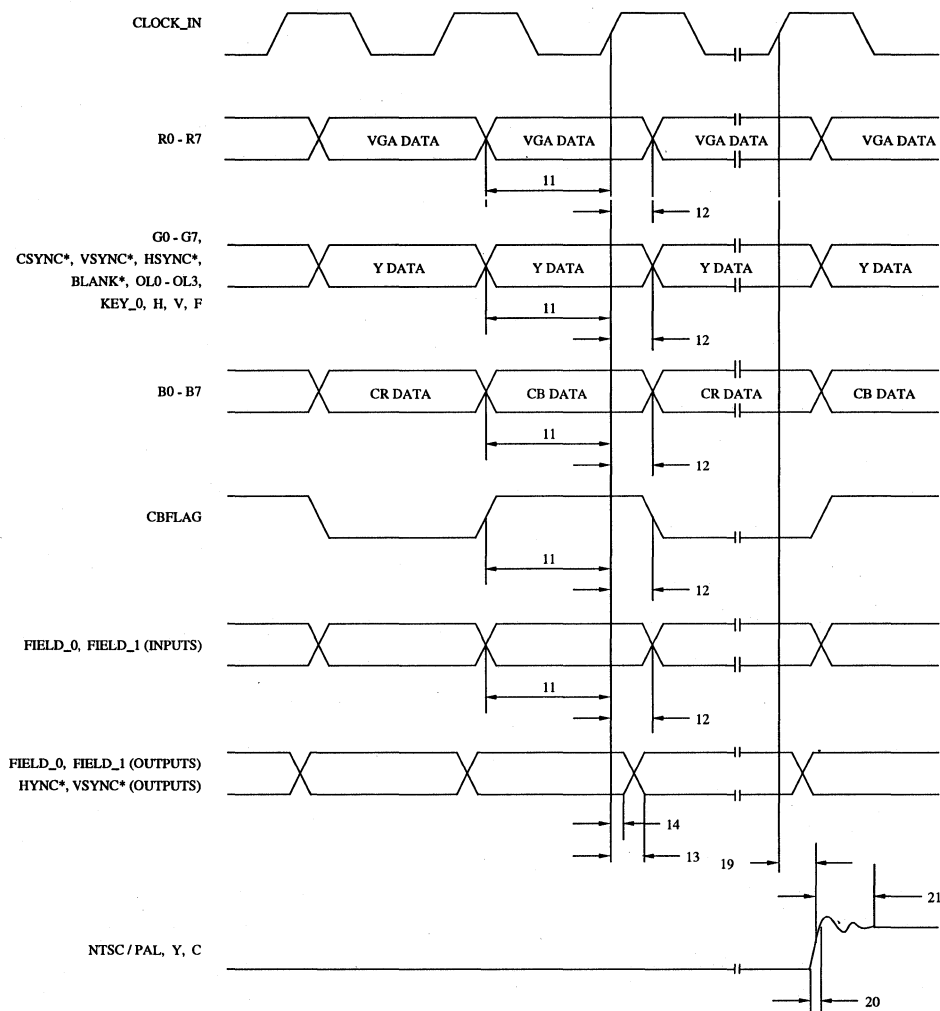 CLOCK_IN
R0 - R7
VGA DATA VGA DATA VGA DATA VGA DATA
11
12
G0 - G7,
CSYNC*, VSYNC*, HSYNC*,
BLANK*, OL0 - OL3,
KEY_0, H, V, F
Y DATA Y DATA Y DATA Y DATA
11
12
B0 - B7
CR DATA CB DATA CR DATA CB DATA
11
12
CBFLAG
11
12
FIELD_0, FIELD_1 (INPUTS)
11
12
FIELD_0, FIELD_1 (OUTPUTS)
HYNC*, VSYNC* (OUTPUTS)
14
13
19
21
NTSC / PAL, Y, C
20